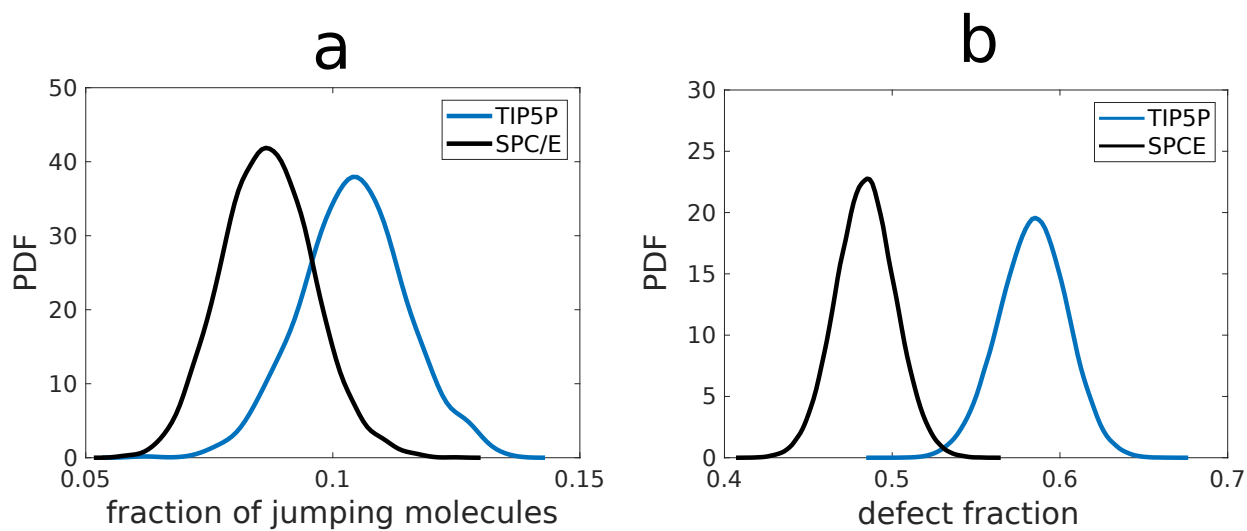 a
50
40
30
20
10
0
0.05
0.1
0.15
PDF
fraction of jumping molecules
TIP5P
SPC/E
b
30
25
20
15
10
5
0
0.4
0.5
0.6
0.7
PDF
defect fraction
TIP5P
SPCE